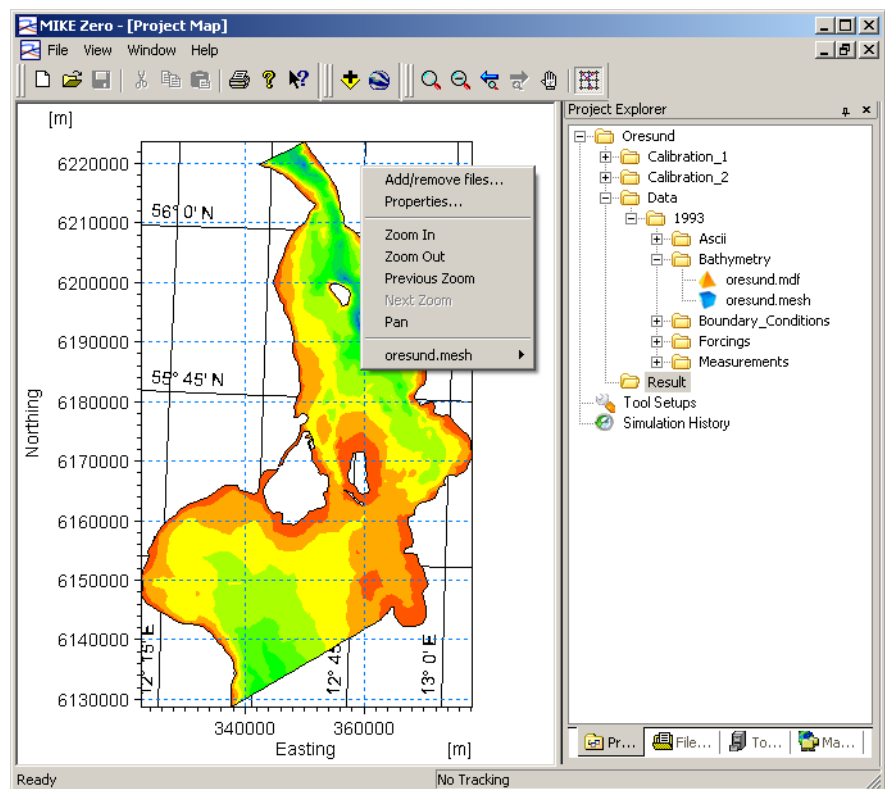 MIKE Zero - [Project Map]
File View Window Help
[m]
6220000
6210000
6200000
6190000
6180000
6170000
6160000
6150000
6140000
6130000
Northing
56° 0' N
55° 45' N
12° 15' E
12° 45'
13° 0' E
340000
360000
Easting
[m]
Add/remove files...
Properties...
Zoom In
Zoom Out
Previous Zoom
Next Zoom
Pan
oresund.mesh
Project Explorer
Oresund
Calibration_1
Calibration_2
Data
1993
Ascii
Bathymetry
oresund.mdf
oresund.mesh
Boundary_Conditions
Forcings
Measurements
Result
Tool Setups
Simulation History
Pr...
File...
To...
Ma...
Ready
No Tracking